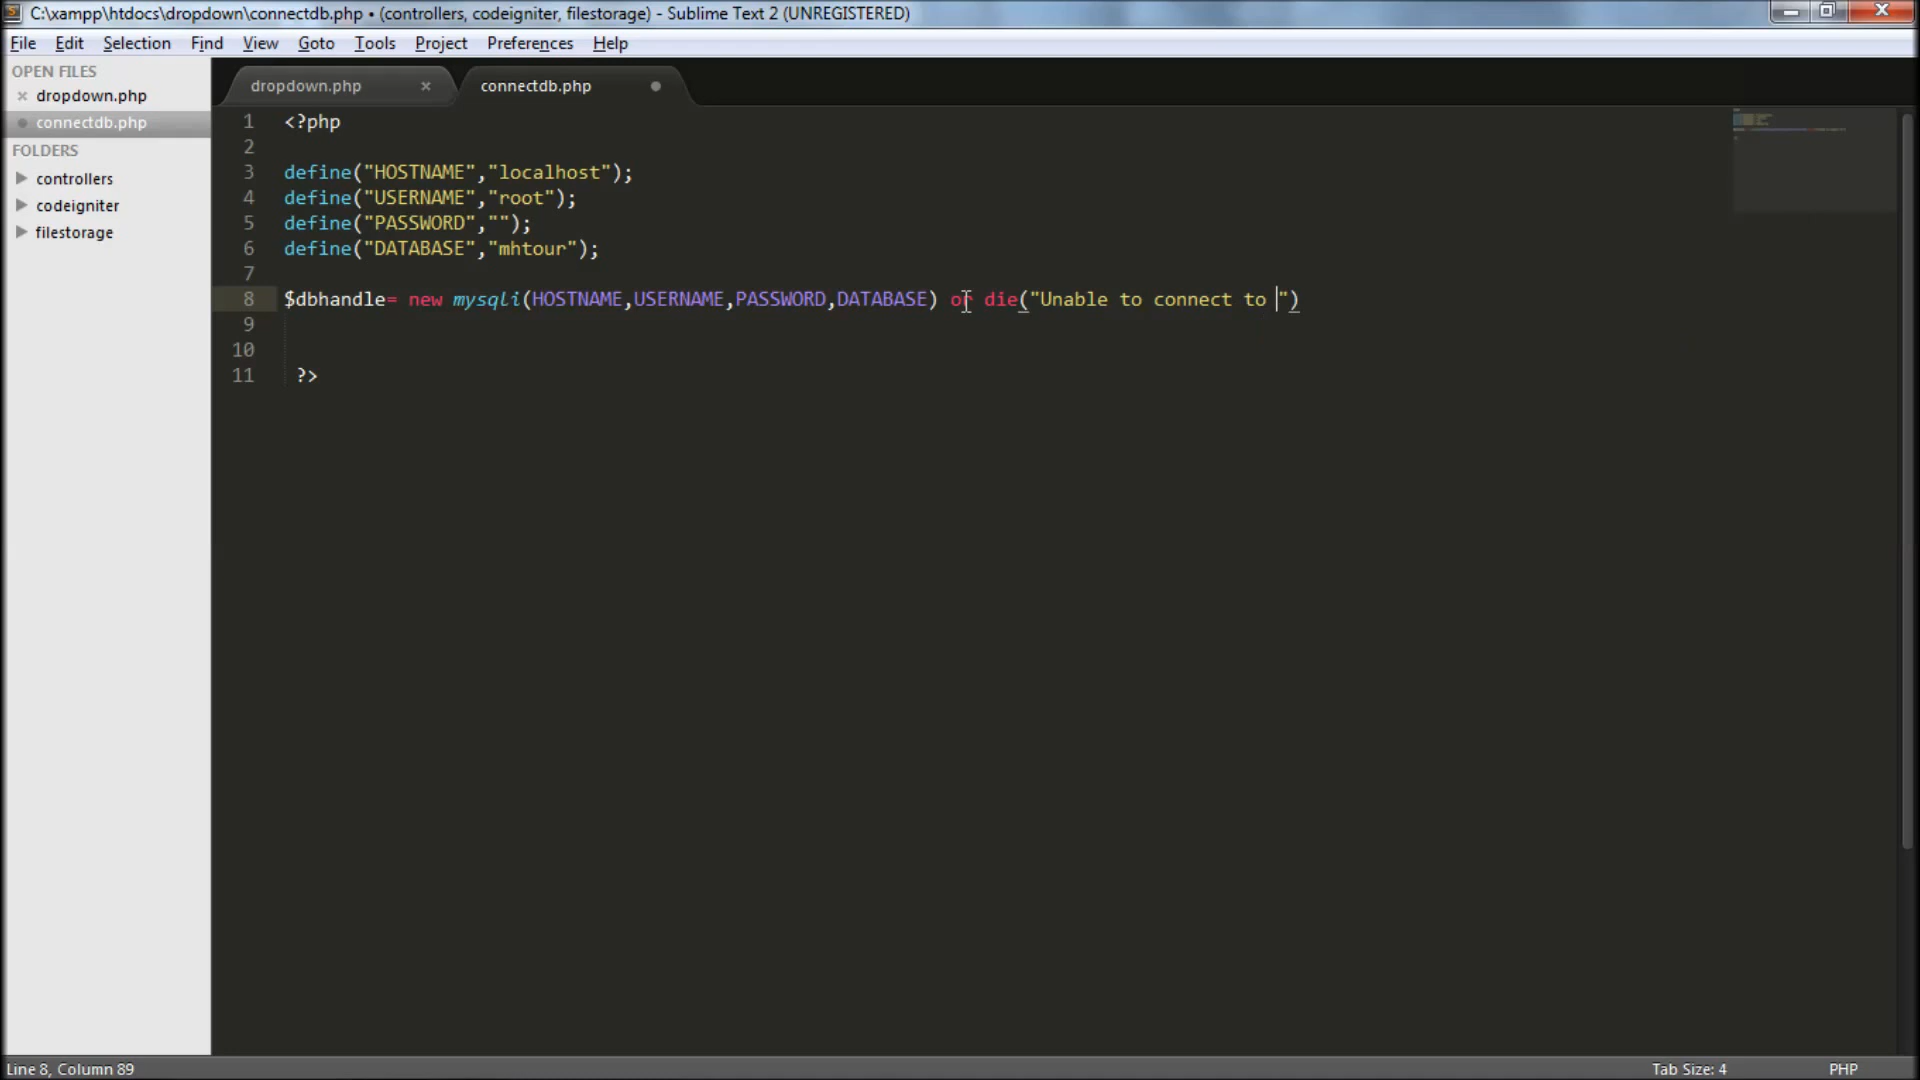 C:\xampp\htdocs\dropdown\connectdb.php • (controllers, codeigniter, filestorage) - Sublime Text 2 (UNREGISTERED)
File Edit Selection Find View Goto Tools Project Preferences Help
OPEN FILES
dropdown.php
connectdb.php
FOLDERS
controllers
codeigniter
filestorage
dropdown.php connectdb.php
1 <?php
2
3 define("HOSTNAME","localhost");
4 define("USERNAME","root");
5 define("PASSWORD","");
6 define("DATABASE","mhtour");
7
8 $dbhandle= new mysqli(HOSTNAME,USERNAME,PASSWORD,DATABASE) or die("Unable to connect to ")
9
10
11 ?>
Line 8, Column 89 Tab Size: 4 PHP